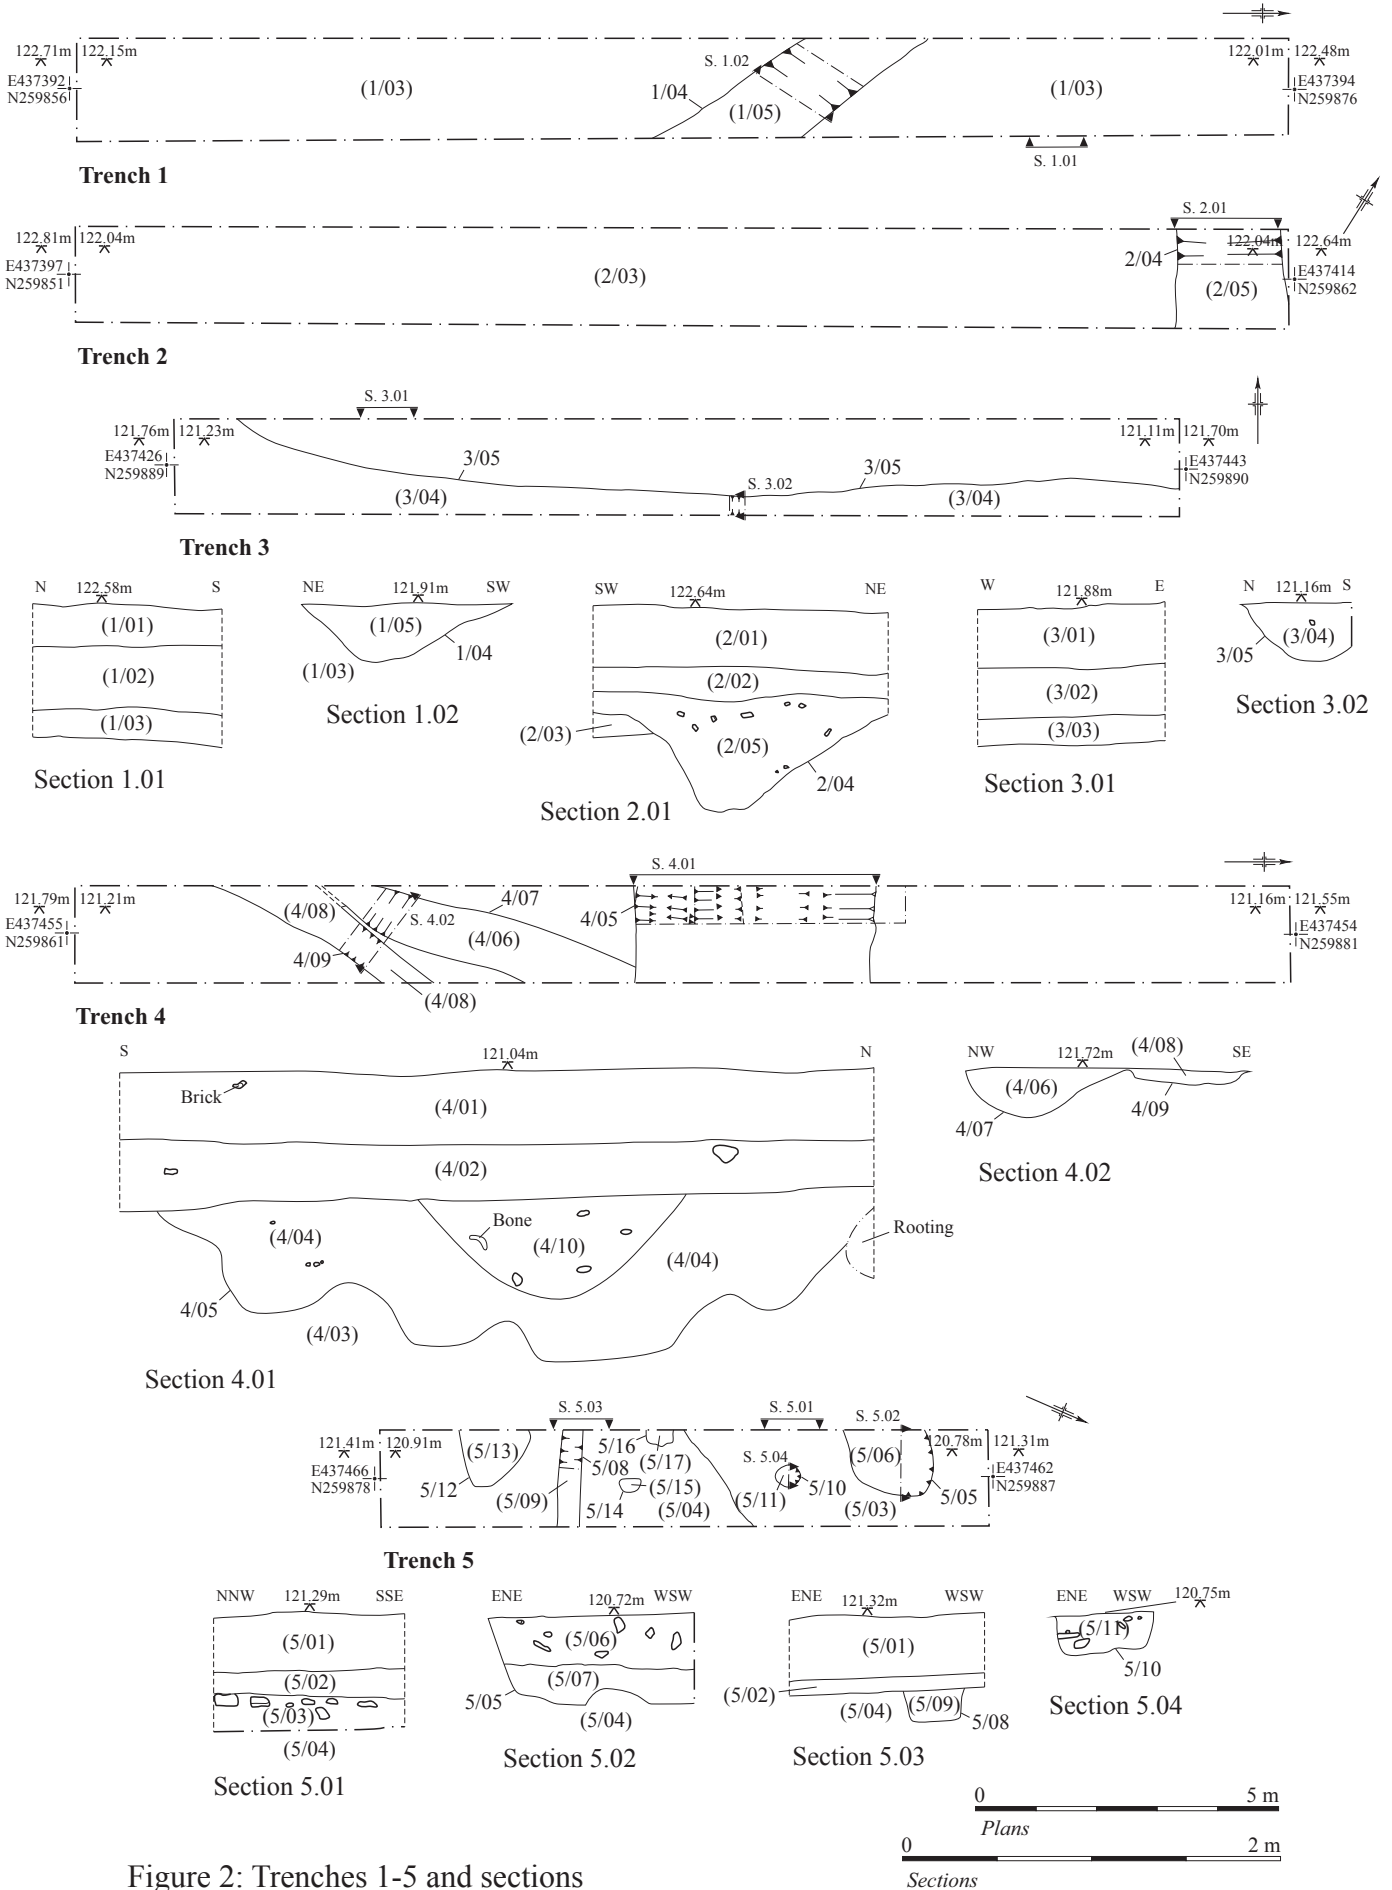 122.71m
122.15m
S. 1.02
122.01m
122.48m
E437392
N259856
(1/03)
1/04
(1/05)
(1/03)
E437394
N259876
S. 1.01
Trench 1
S. 2.01
122.81m
122.04m
122.04m
122.64m
E437397
N259851
(2/03)
2/04
(2/05)
E437414
N259862
Trench 2
S. 3.01
121.76m
121.23m
121.11m
121.70m
E437426
N259889
3/05
3/05
E437443
N259890
S. 3.02
(3/04)
(3/04)
Trench 3
N
122.58m
S
(1/01)
(1/02)
(1/03)
Section 1.01
NE
121.91m
SW
(1/05)
1/04
(1/03)
Section 1.02
SW
122.64m
NE
(2/01)
(2/02)
(2/03)
(2/05)
2/04
Section 2.01
W
121.88m
E
(3/01)
(3/02)
(3/03)
Section 3.01
N
121.16m
S
(3/04)
3/05
Section 3.02
S. 4.01
121.79m
121.21m
121.16m
121.55m
E437455
N259861
(4/08)
4/07
4/05
S. 4.02
(4/06)
4/09
(4/08)
E437454
N259881
Trench 4
S
121.04m
N
Brick
(4/01)
(4/02)
Bone
(4/04)
(4/10)
(4/04)
Rooting
4/05
(4/03)
Section 4.01
NW
121.72m
(4/08)
SE
(4/06)
4/07
4/09
Section 4.02
S. 5.03
S. 5.01
S. 5.02
121.41m
120.91m
(5/13)
5/16
(5/17)
5/08
S. 5.04
(5/06)
120.78m
121.31m
E437466
N259878
5/12
(5/09)
5/14
(5/15)
(5/04)
(5/11)
5/10
(5/03)
5/05
E437462
N259887
Trench 5
NNW
121.29m
SSE
(5/01)
(5/02)
(5/03)
(5/04)
Section 5.01
ENE
120.72m
WSW
(5/06)
(5/07)
5/05
(5/04)
Section 5.02
ENE
121.32m
WSW
(5/01)
(5/02)
(5/04)
(5/09)
5/08
Section 5.03
ENE
WSW
120.75m
(5/11)
5/10
Section 5.04
0
5 m
Plans
0
2 m
Sections
Figure 2: Trenches 1-5 and sections